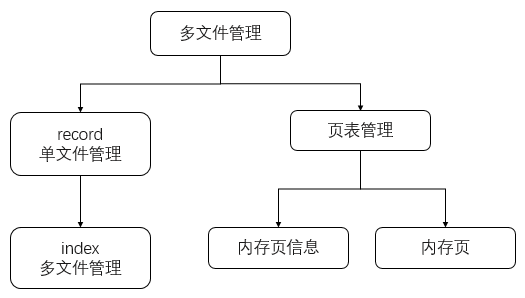 多文件管理
record
单文件管理
页表管理
index
多文件管理
内存页信息
内存页